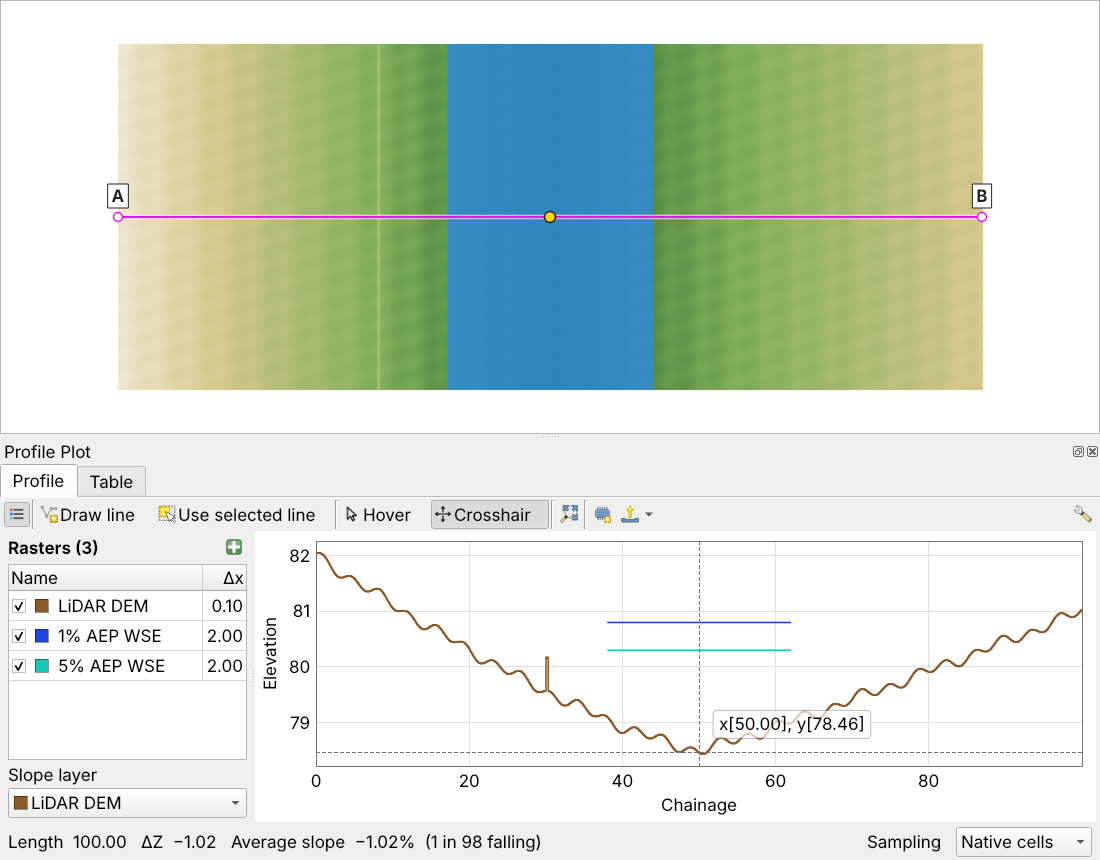 A
B
Profile Plot
Profile Table
Draw line Use selected line Hover Crosshair
Rasters (3)
Name Δx
LiDAR DEM 0.10
1% AEP WSE 2.00
5% AEP WSE 2.00
Slope layer
LiDAR DEM
Elevation
82
81
80
79
x[50.00], y[78.46]
0 20 40 60 80
Chainage
Length 100.00 ΔZ −1.02 Average slope −1.02% (1 in 98 falling) Sampling Native cells